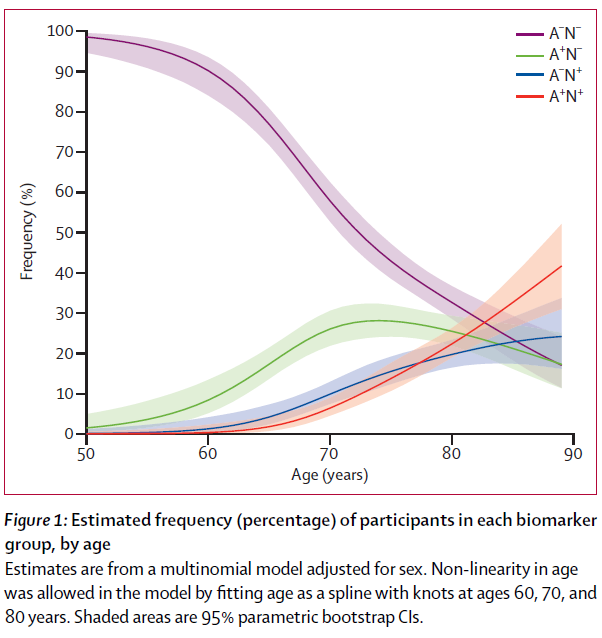 100
90
80
70
60
50
40
30
20
10
0
Frequency (%)
50 60 70 80 90
Age (years)
A⁻N⁻
A⁺N⁻
A⁻N⁺
A⁺N⁺
Figure 1: Estimated frequency (percentage) of participants in each biomarker
group, by age
Estimates are from a multinomial model adjusted for sex. Non-linearity in age
was allowed in the model by fitting age as a spline with knots at ages 60, 70, and
80 years. Shaded areas are 95% parametric bootstrap CIs.